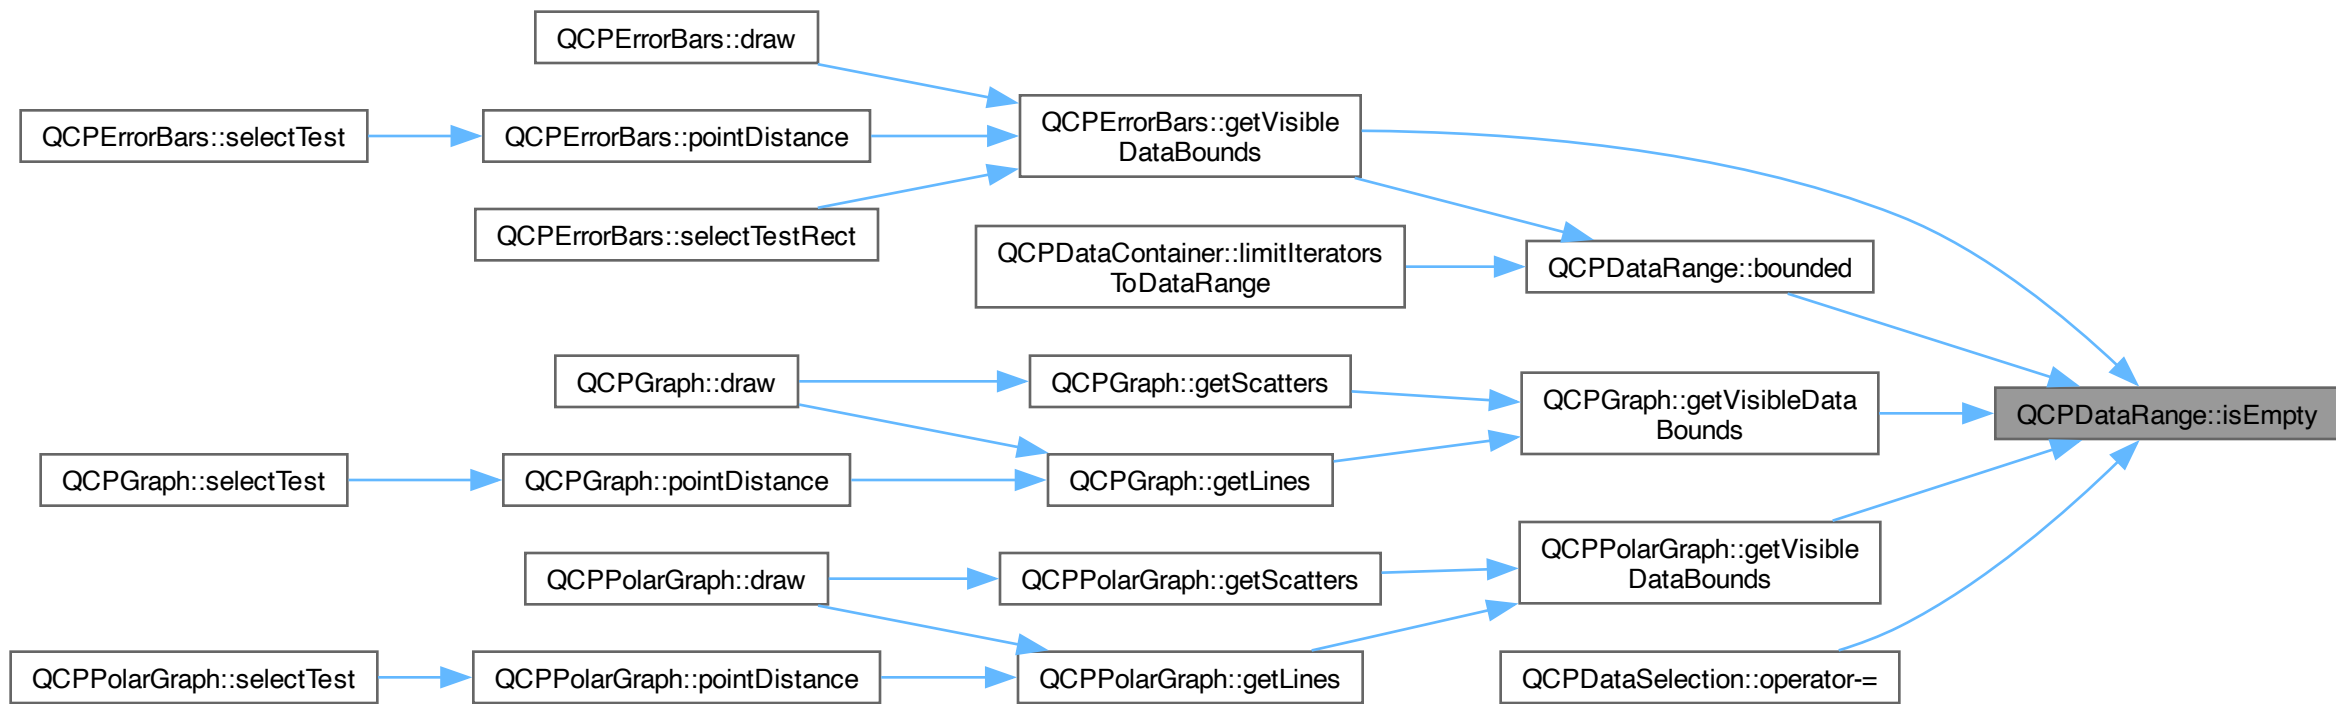 QCPErrorBars::draw
QCPErrorBars::selectTest
QCPErrorBars::pointDistance
QCPErrorBars::getVisible
DataBounds
QCPErrorBars::selectTestRect
QCPDataContainer::limitIterators
ToDataRange
QCPDataRange::bounded
QCPGraph::draw
QCPGraph::getScatters
QCPGraph::getVisibleData
Bounds
QCPDataRange::isEmpty
QCPGraph::selectTest
QCPGraph::pointDistance
QCPGraph::getLines
QCPPolarGraph::draw
QCPPolarGraph::getScatters
QCPPolarGraph::getVisible
DataBounds
QCPPolarGraph::selectTest
QCPPolarGraph::pointDistance
QCPPolarGraph::getLines
QCPDataSelection::operator-=